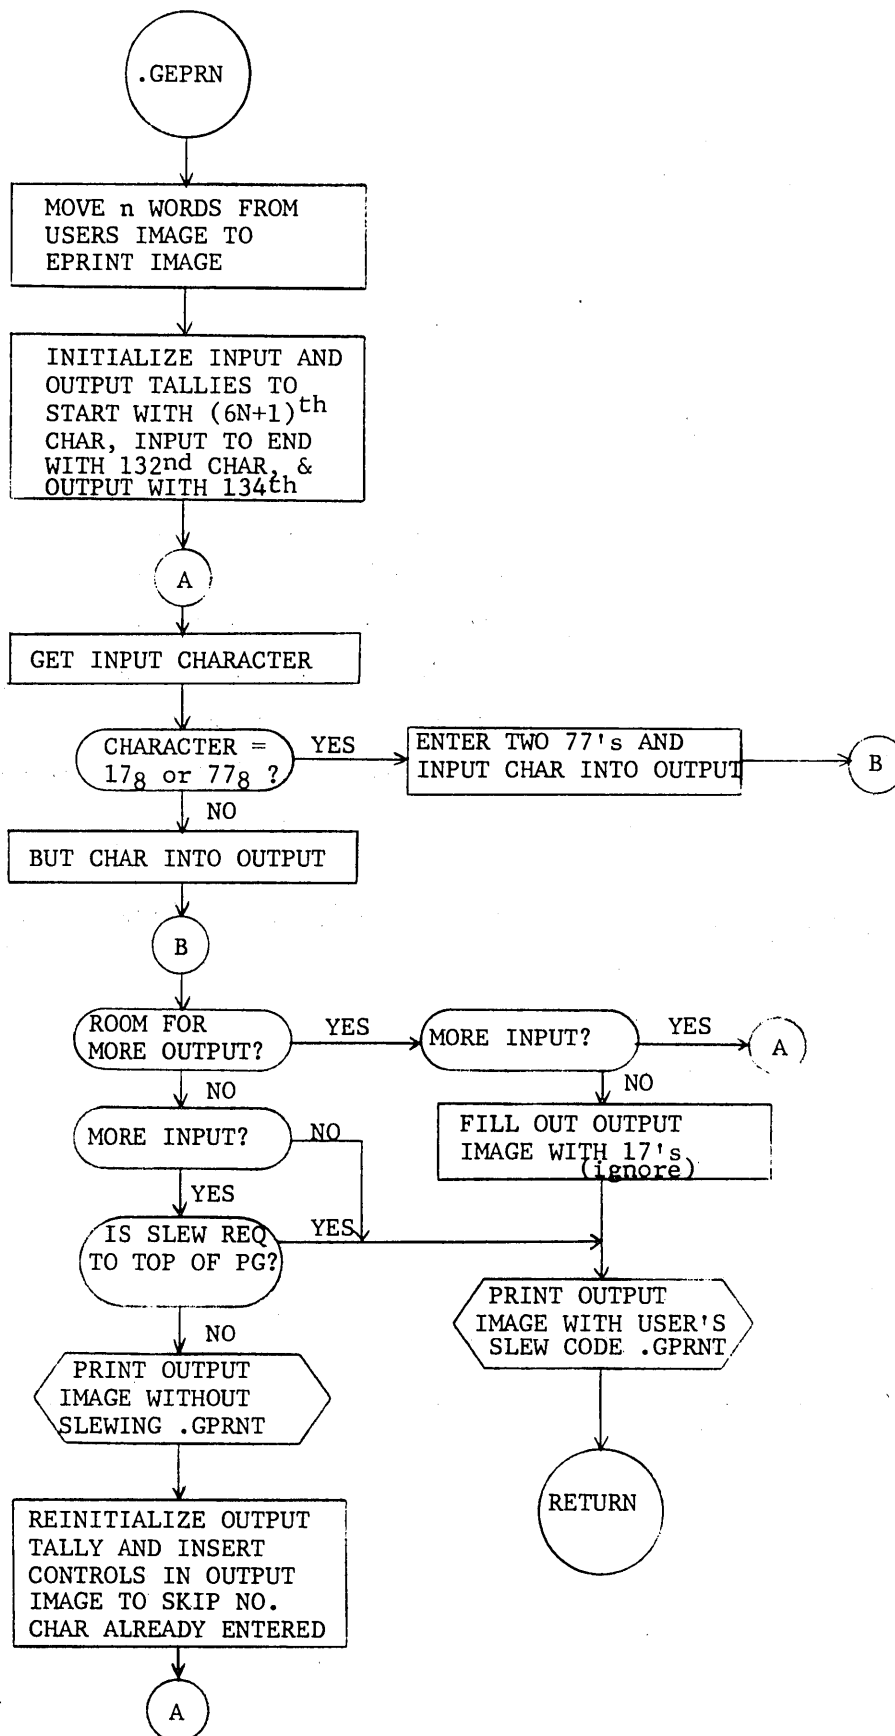 .GEPRN
MOVE n WORDS FROM
USERS IMAGE TO
EPRINT IMAGE
INITIALIZE INPUT AND
OUTPUT TALLIES TO
START WITH (6N+1)th
CHAR, INPUT TO END
WITH 132nd CHAR, &
OUTPUT WITH 134th
A
GET INPUT CHARACTER
CHARACTER =
17₈ or 77₈ ?
YES
ENTER TWO 77's AND
INPUT CHAR INTO OUTPUT
B
NO
BUT CHAR INTO OUTPUT
B
ROOM FOR
MORE OUTPUT?
YES
MORE INPUT?
YES
A
NO
NO
MORE INPUT?
NO
FILL OUT OUTPUT
IMAGE WITH 17's
(ignore)
YES
IS SLEW REQ
TO TOP OF PG?
YES
PRINT OUTPUT
IMAGE WITH USER'S
SLEW CODE .GPRNT
NO
PRINT OUTPUT
IMAGE WITHOUT
SLEWING .GPRNT
RETURN
REINITIALIZE OUTPUT
TALLY AND INSERT
CONTROLS IN OUTPUT
IMAGE TO SKIP NO.
CHAR ALREADY ENTERED
A